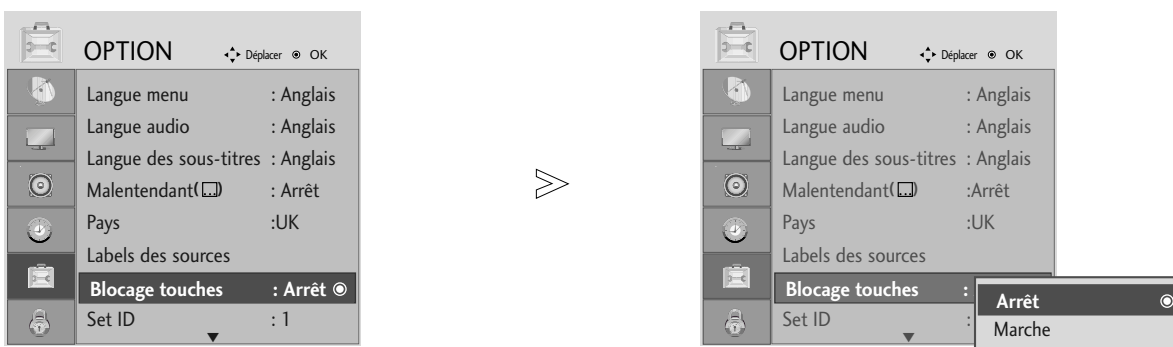 OPTION Déplacer OK
Langue menu : Anglais
Langue audio : Anglais
Langue des sous-titres : Anglais
Malentendant( ) : Arrêt
Pays :UK
Labels des sources
Blocage touches : Arrêt
Set ID : 1
OPTION Déplacer OK
Langue menu : Anglais
Langue audio : Anglais
Langue des sous-titres : Anglais
Malentendant( ) :Arrêt
Pays :UK
Labels des sources
Blocage touches :
Set ID :
Arrêt
Marche